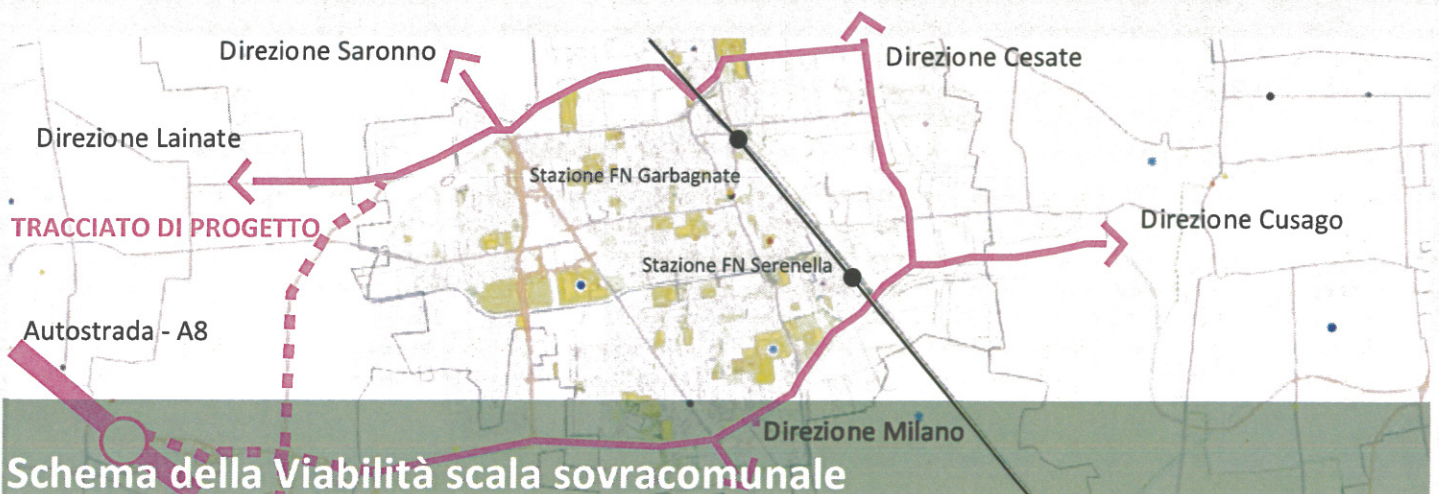 Direzione Saronno
Direzione Cesate
Direzione Lainate
Stazione FN Garbagnate
TRACCIATO DI PROGETTO
Direzione Cusago
Stazione FN Serenella
Autostrada - A8
Direzione Milano
Schema della Viabilità scala sovracomunale